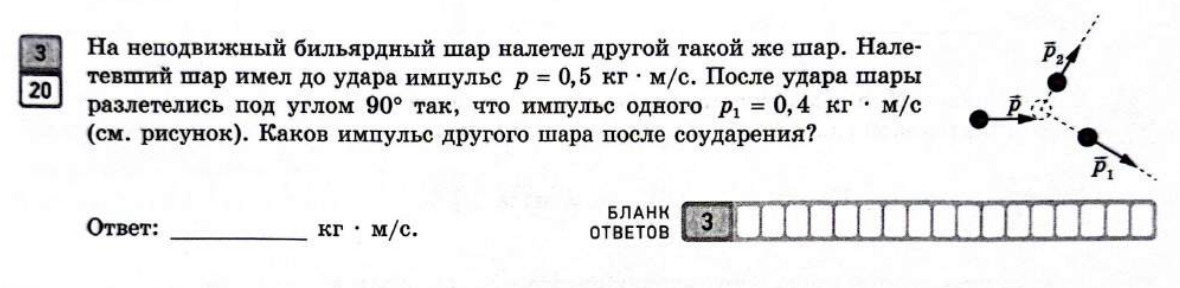 3
20
На неподвижный бильярдный шар налетел другой такой же шар. Нале-
тевший шар имел до удара импульс p = 0,5 кг · м/с. После удара шары
разлетелись под углом 90° так, что импульс одного p₁ = 0,4 кг · м/с
(см. рисунок). Каков импульс другого шара после соударения?
p⃗₂
p⃗
p⃗₁
Ответ: ____________ кг · м/с.
БЛАНК
ОТВЕТОВ
3